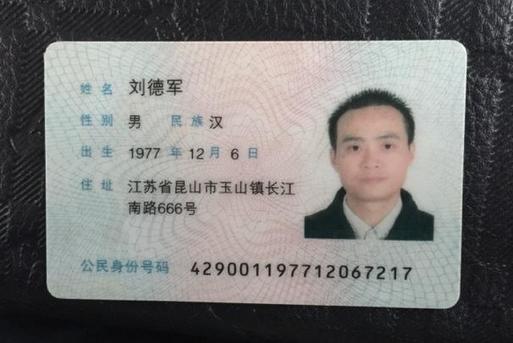 姓名 刘德军
性别 男 民族 汉
出生 1977 年 12 月 6 日
住址 江苏省昆山市玉山镇长江
南路666号
公民身份号码 429001197712067217